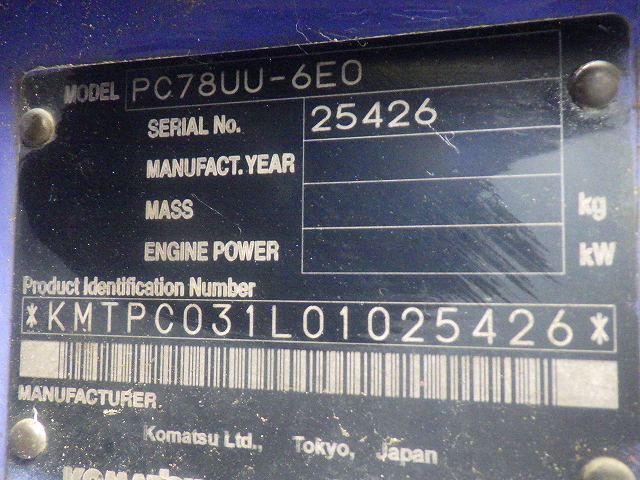 MODEL PC78UU-6E0
SERIAL No. 25426
MANUFACT. YEAR
MASS kg
ENGINE POWER kW
Product Identification Number
*KMTPC031L01025426*
MANUFACTURER
Komatsu Ltd., Tokyo, Japan